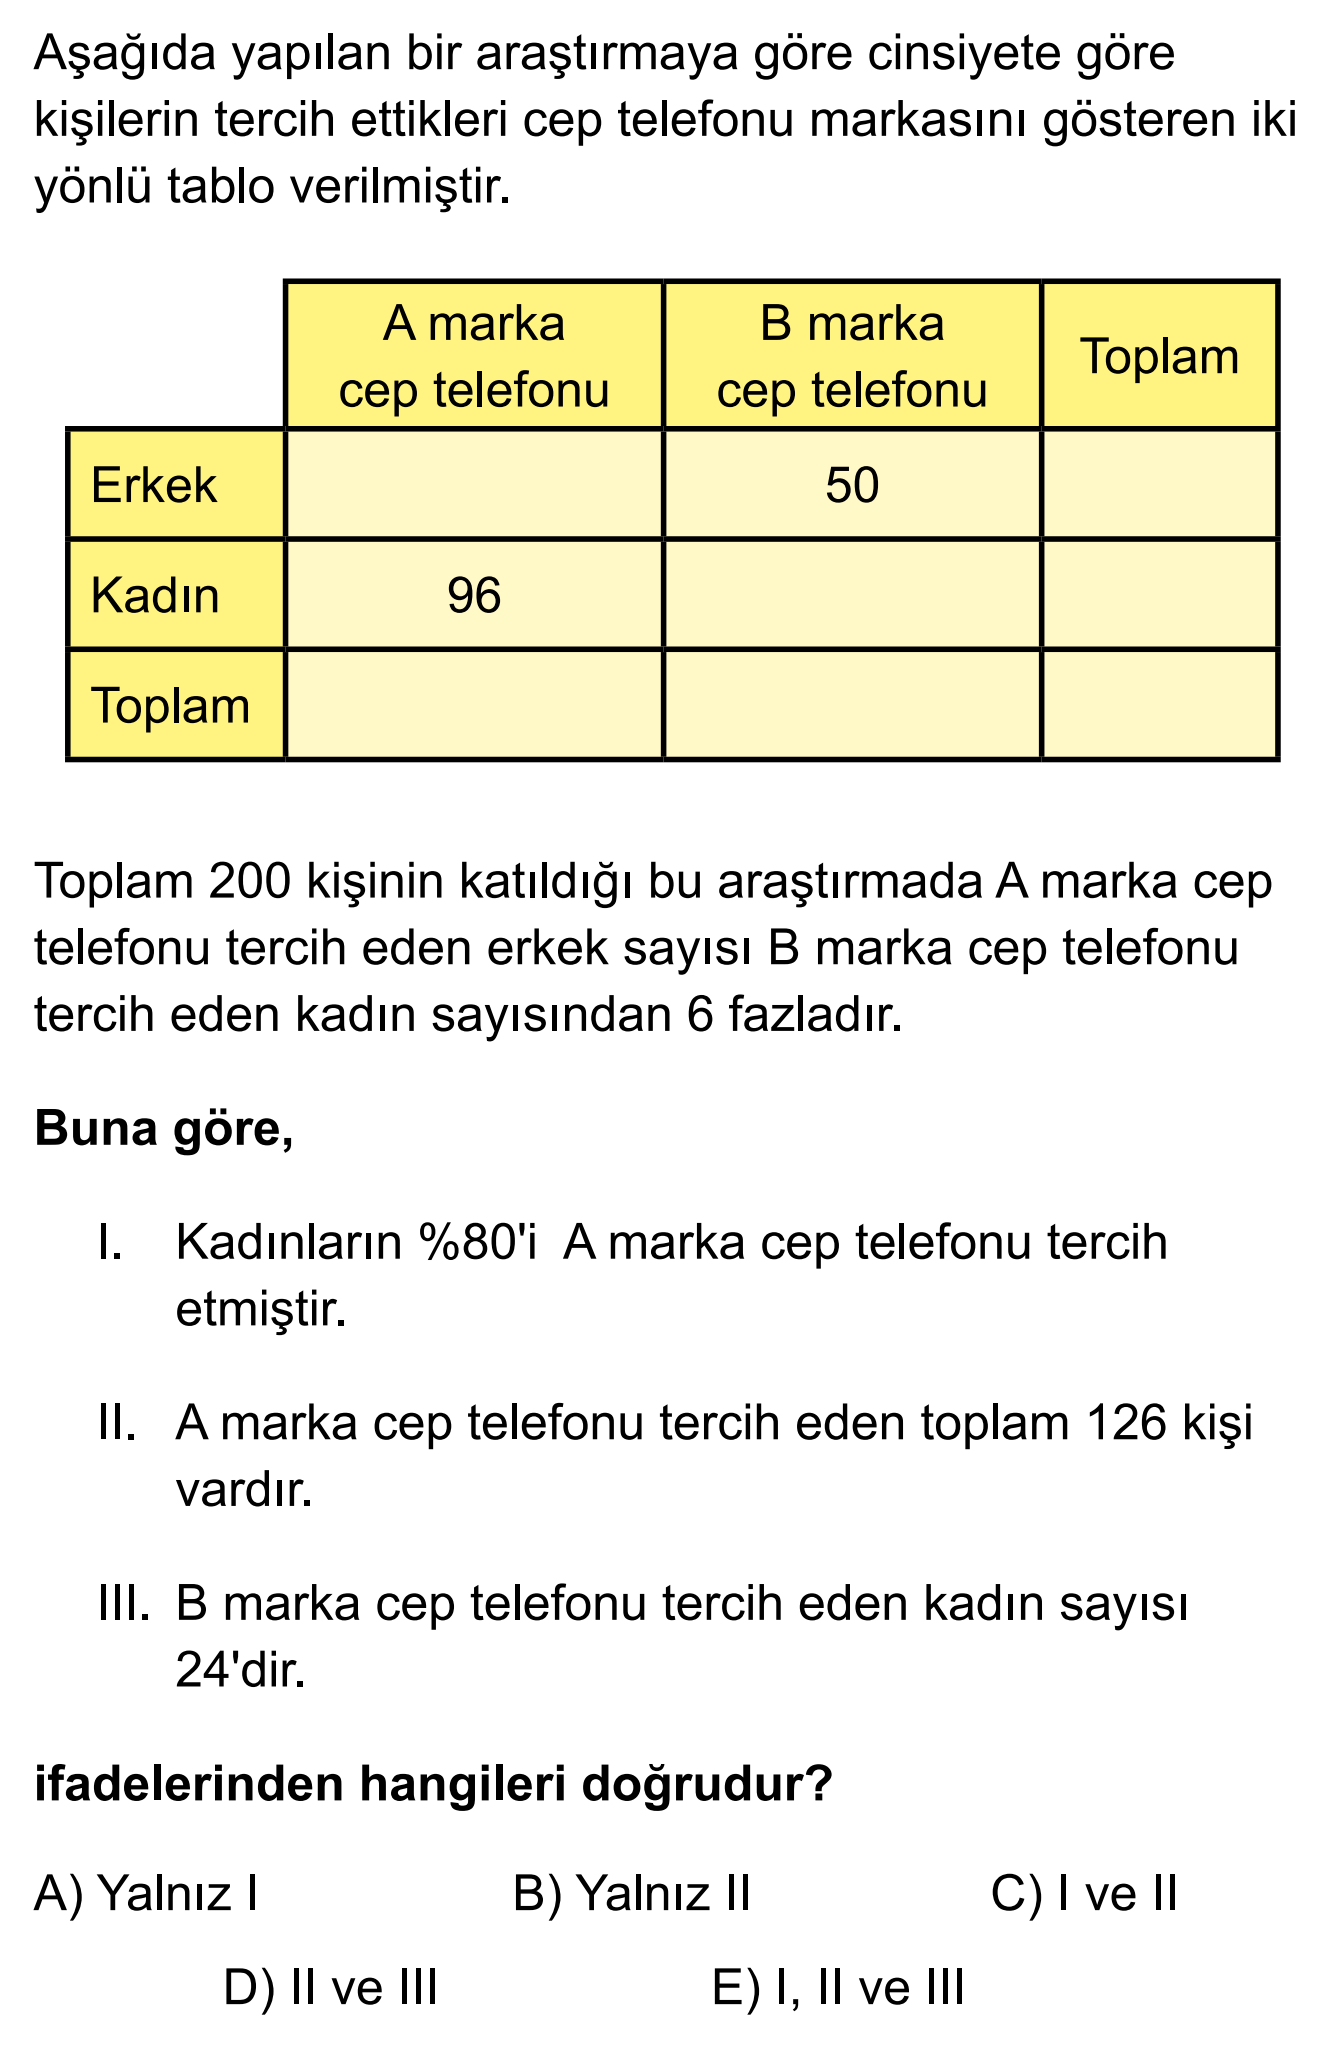 Aşağıda yapılan bir araştırmaya göre cinsiyete göre
kişilerin tercih ettikleri cep telefonu markasını gösteren iki
yönlü tablo verilmiştir.
A marka
cep telefonu
B marka
cep telefonu
Toplam
Erkek
50
Kadın
96
Toplam
Toplam 200 kişinin katıldığı bu araştırmada A marka cep
telefonu tercih eden erkek sayısı B marka cep telefonu
tercih eden kadın sayısından 6 fazladır.
Buna göre,
I. Kadınların %80'i A marka cep telefonu tercih
etmiştir.
II. A marka cep telefonu tercih eden toplam 126 kişi
vardır.
III. B marka cep telefonu tercih eden kadın sayısı
24'dir.
ifadelerinden hangileri doğrudur?
A) Yalnız I B) Yalnız II C) I ve II
D) II ve III E) I, II ve III